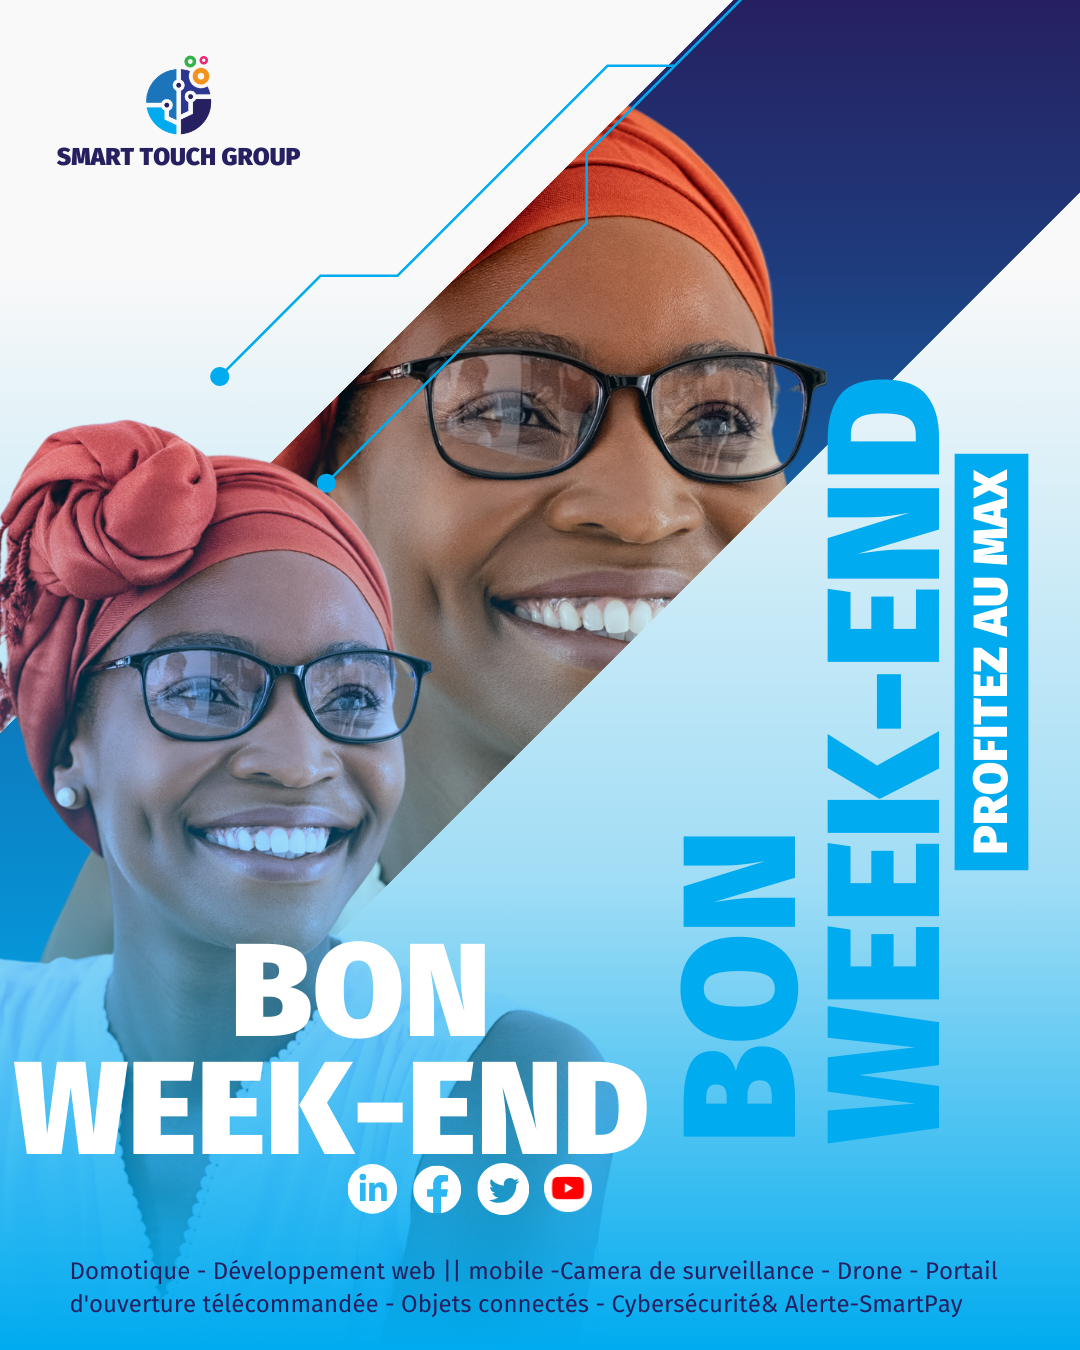 SMART TOUCH GROUP
BON
WEEK-END
PROFITEZ AU MAX
BON
WEEK-END
in f
Domotique - Développement web || mobile -Camera de surveillance - Drone - Portail
d'ouverture télécommandée - Objets connectés - Cybersécurité& Alerte-SmartPay